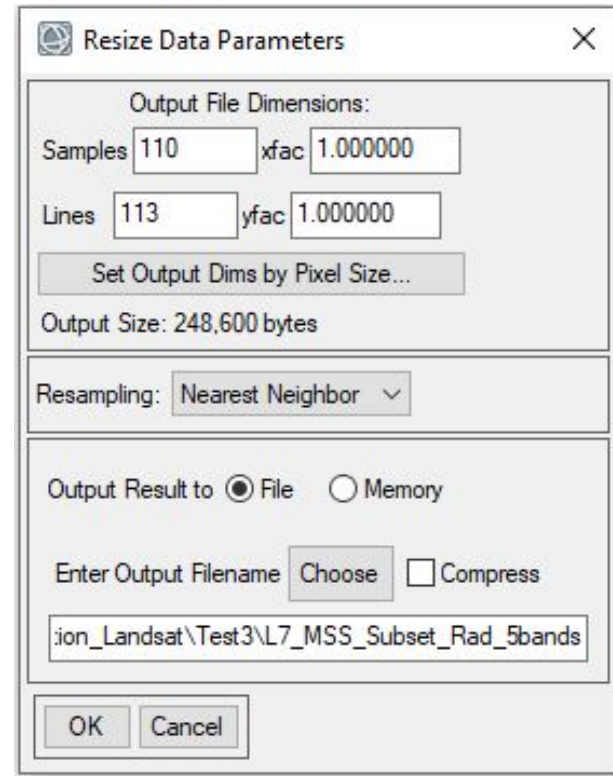 Resize Data Parameters
Output File Dimensions:
Samples 110 xfac 1.000000
Lines 113 yfac 1.000000
Set Output Dims by Pixel Size...
Output Size: 248,600 bytes
Resampling: Nearest Neighbor
Output Result to File Memory
Enter Output Filename Choose Compress
:ion_Landsat\Test3\L7_MSS_Subset_Rad_5bands
OK Cancel